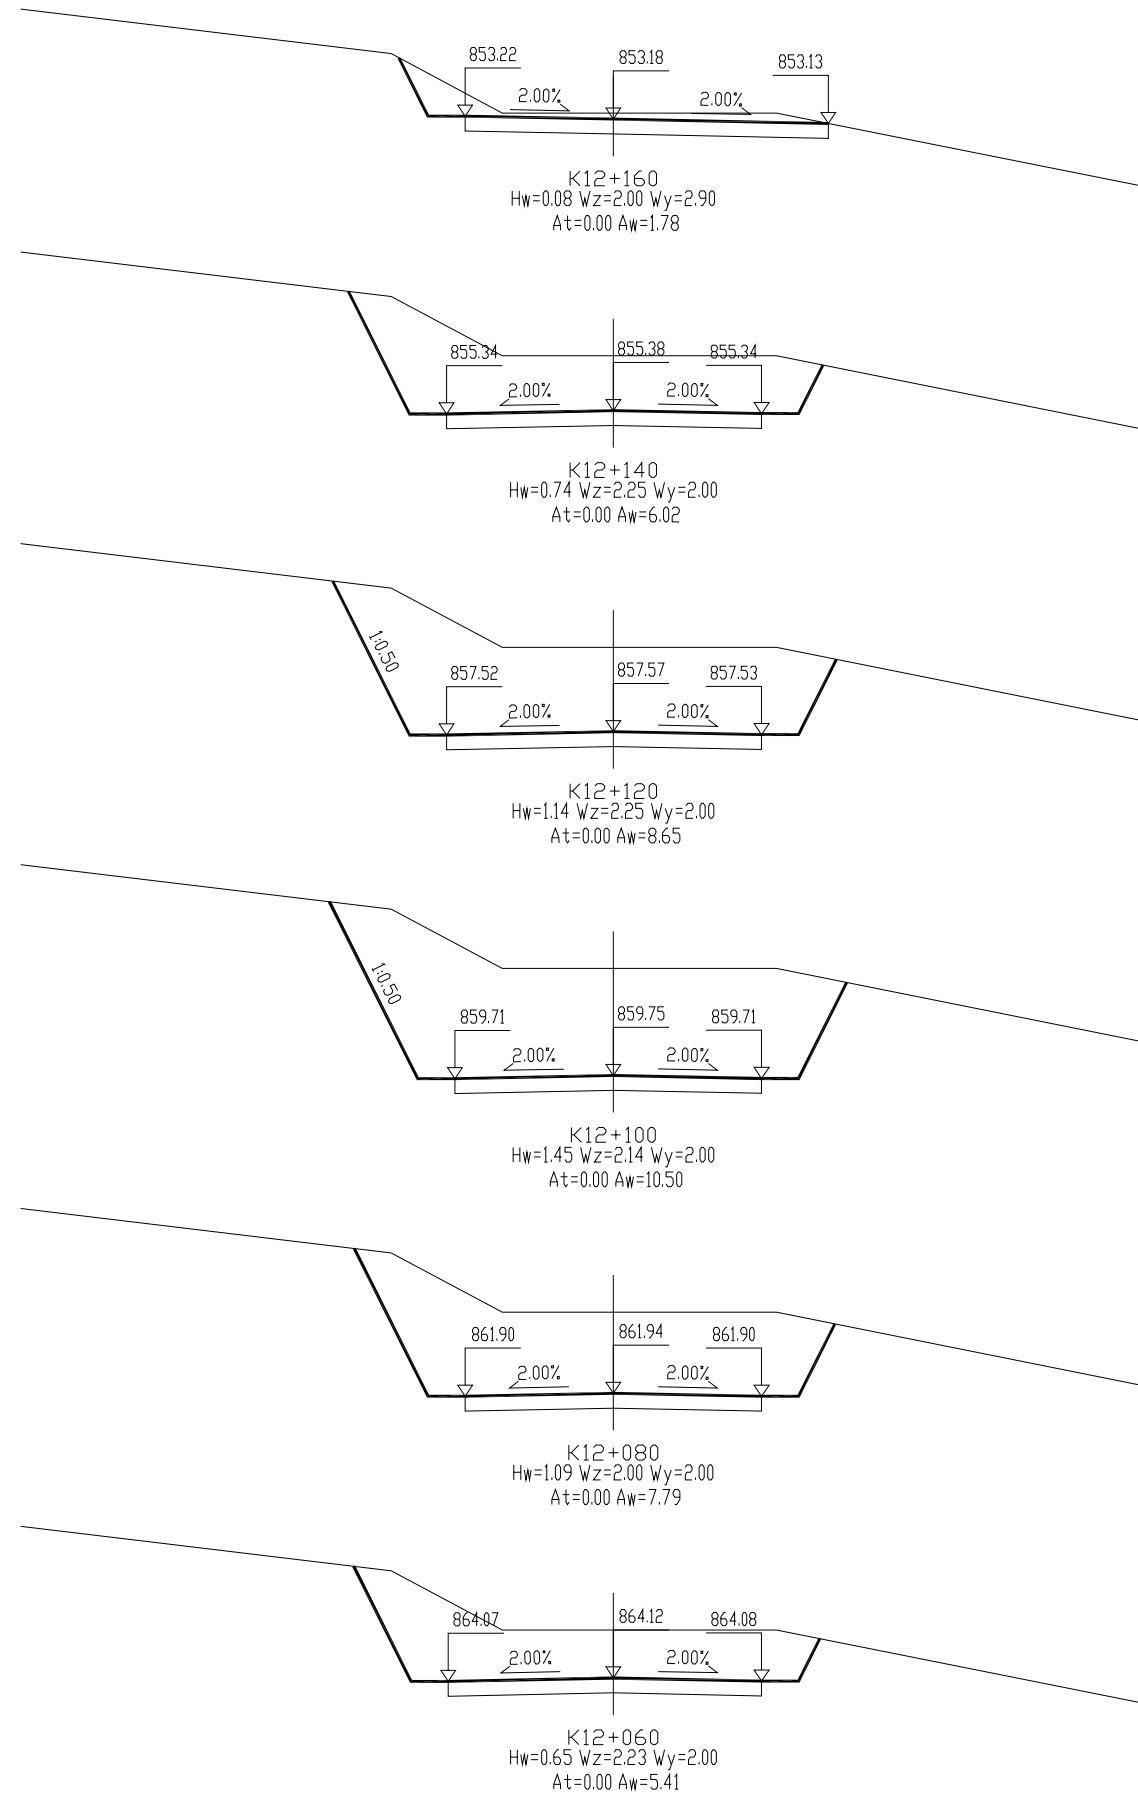 853.22 853.18 853.13
2.00% 2.00%
K12+160
Hw=0.08 Wz=2.00 Wy=2.90
At=0.00 Aw=1.78
855.34 855.38 855.34
2.00% 2.00%
K12+140
Hw=0.74 Wz=2.25 Wy=2.00
At=0.00 Aw=6.02
1:0.50
857.52 857.57 857.53
2.00% 2.00%
K12+120
Hw=1.14 Wz=2.25 Wy=2.00
At=0.00 Aw=8.65
1:0.50
859.71 859.75 859.71
2.00% 2.00%
K12+100
Hw=1.45 Wz=2.14 Wy=2.00
At=0.00 Aw=10.50
861.90 861.94 861.90
2.00% 2.00%
K12+080
Hw=1.09 Wz=2.00 Wy=2.00
At=0.00 Aw=7.79
864.07 864.12 864.08
2.00% 2.00%
K12+060
Hw=0.65 Wz=2.23 Wy=2.00
At=0.00 Aw=5.41